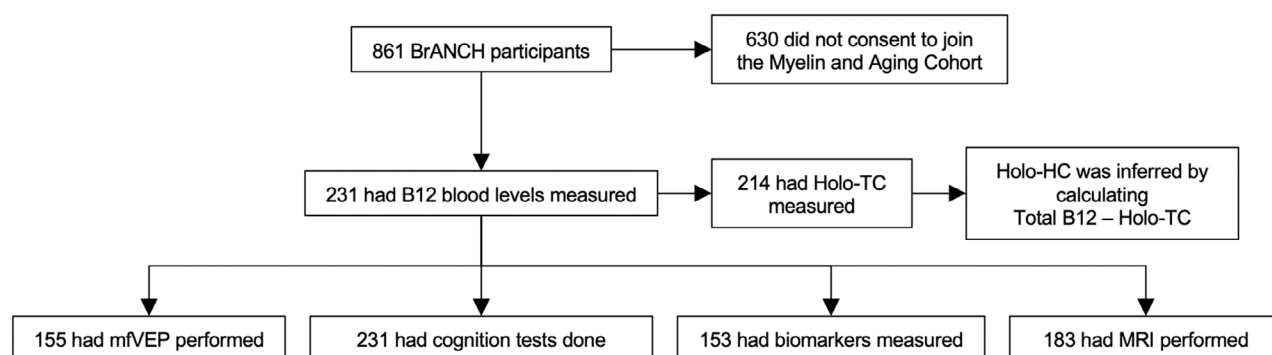 861 BrANCH participants
630 did not consent to join
the Myelin and Aging Cohort
231 had B12 blood levels measured
214 had Holo-TC
measured
Holo-HC was inferred by
calculating
Total B12 – Holo-TC
155 had mfVEP performed
231 had cognition tests done
153 had biomarkers measured
183 had MRI performed